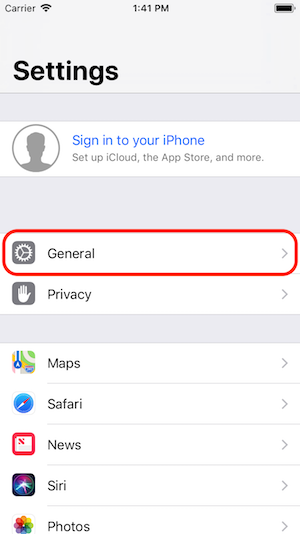 Carrier 1:41 PM
Settings
Sign in to your iPhone
Set up iCloud, the App Store, and more.
General
Privacy
Maps
Safari
News
Siri
Photos